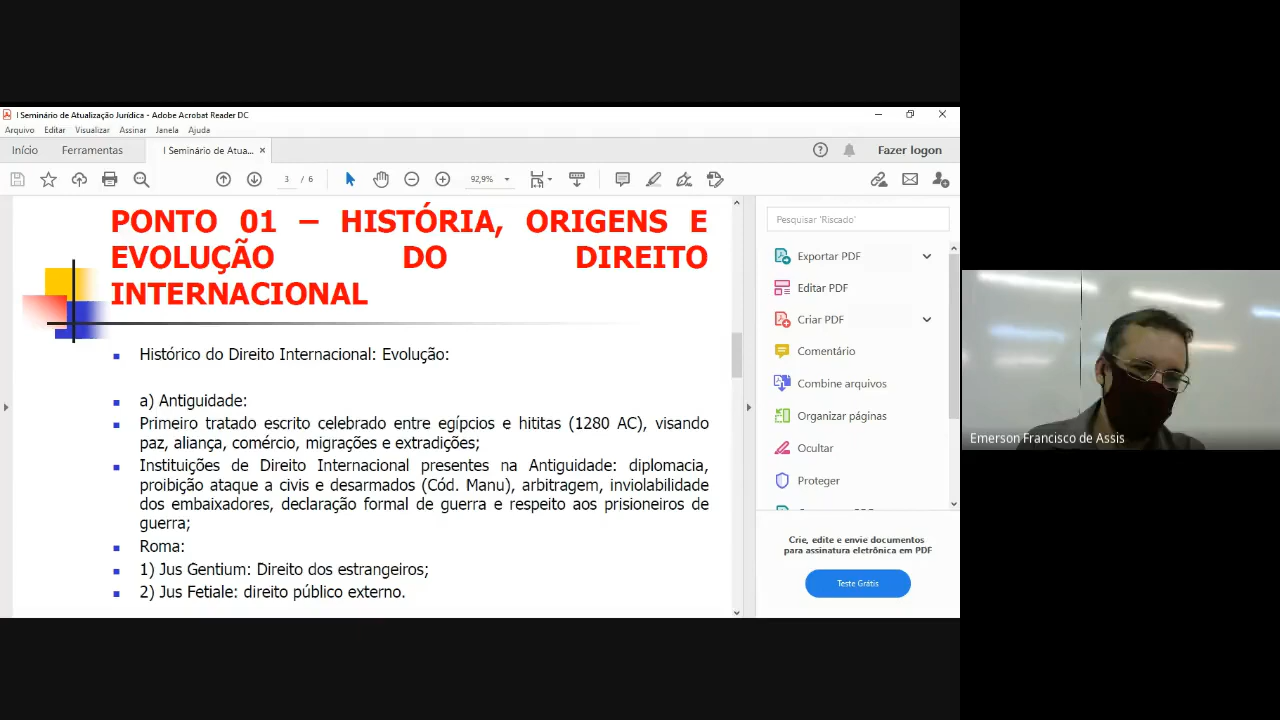 I Seminário de Atualização Jurídica - Adobe Acrobat Reader DC
Arquivo Editar Visualizar Assinar Janela Ajuda
Início Ferramentas I Seminário de Atua... × Fazer logon
3 / 6 92,9%
PONTO 01 – HISTÓRIA, ORIGENS E
EVOLUÇÃO DO DIREITO
INTERNACIONAL
Histórico do Direito Internacional: Evolução:
a) Antiguidade:
Primeiro tratado escrito celebrado entre egípcios e hititas (1280 AC), visando
paz, aliança, comércio, migrações e extradições;
Instituições de Direito Internacional presentes na Antiguidade: diplomacia,
proibição ataque a civis e desarmados (Cód. Manu), arbitragem, inviolabilidade
dos embaixadores, declaração formal de guerra e respeito aos prisioneiros de
guerra;
Roma:
1) Jus Gentium: Direito dos estrangeiros;
2) Jus Fetiale: direito público externo.
Pesquisar 'Riscado'
Exportar PDF
Editar PDF
Criar PDF
Comentário
Combine arquivos
Organizar páginas
Ocultar
Proteger
Crie, edite e envie documentos
para assinatura eletrônica em PDF
Teste Grátis
Emerson Francisco de Assis